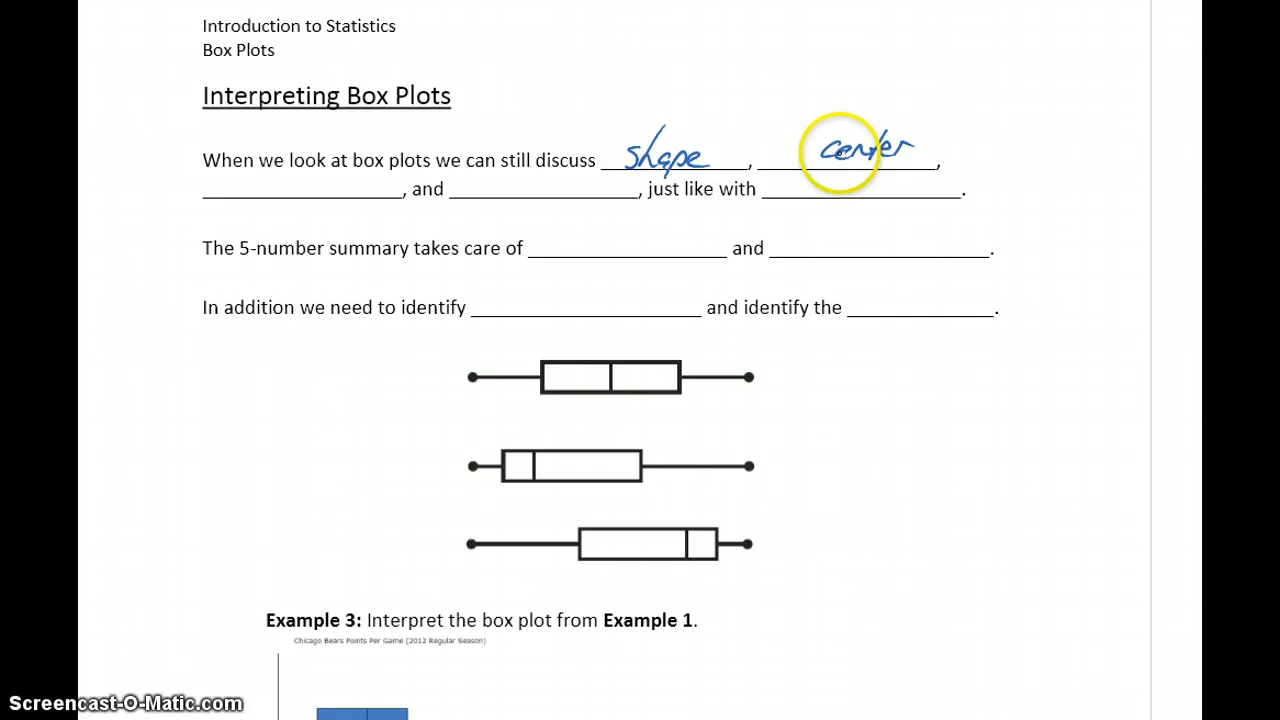 Introduction to Statistics
Box Plots
Interpreting Box Plots
When we look at box plots we can still discuss shape, center,
, and , just like with .
The 5-number summary takes care of and .
In addition we need to identify and identify the .
Example 3: Interpret the box plot from Example 1.
Chicago Bears Points Per Game (2012 Regular Season)
Screencast-O-Matic.com